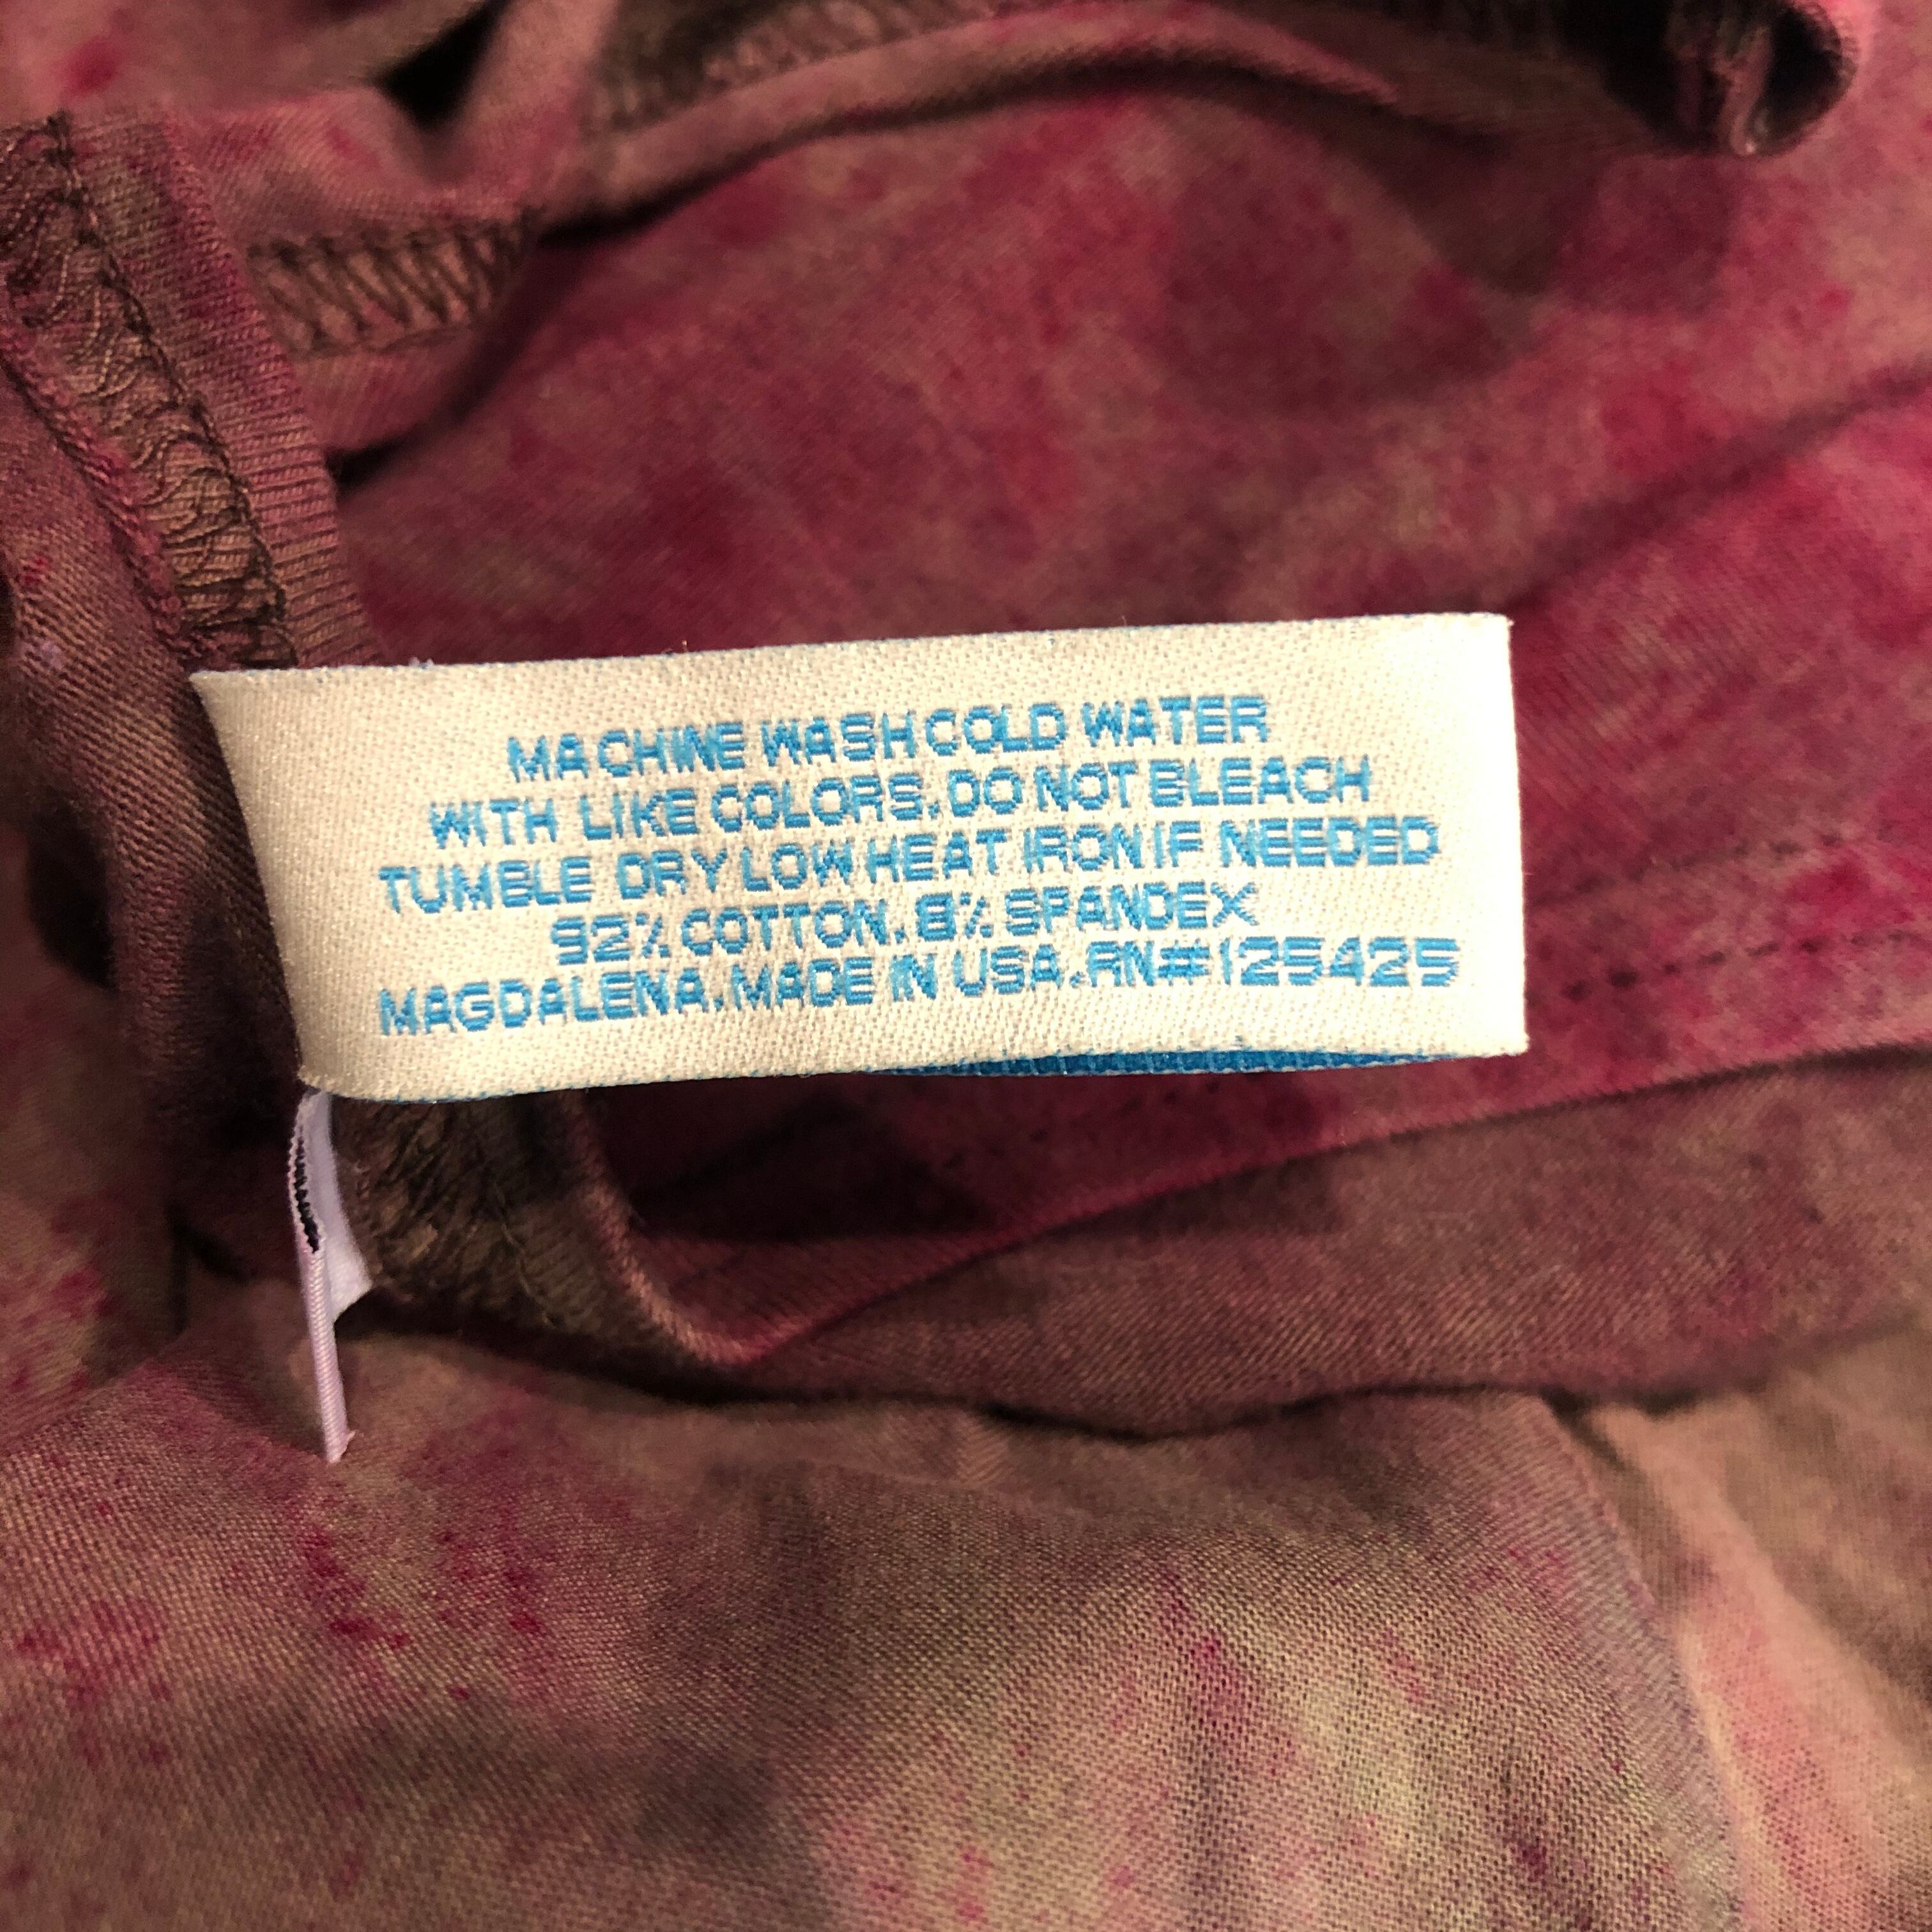 MACHINE WASH COLD WATER
WITH LIKE COLORS. DO NOT BLEACH
TUMBLE DRY LOW HEAT IRON IF NEEDED
92% COTTON. 8% SPANDEX
MAGDALENA. MADE IN USA. RN#125425